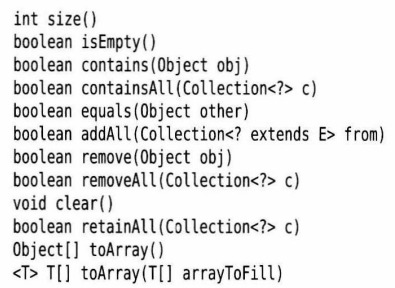 int size()
boolean isEmpty()
boolean contains(Object obj)
boolean containsAll(Collection<?> c)
boolean equals(Object other)
boolean addAll(Collection<? extends E> from)
boolean remove(Object obj)
boolean removeAll(Collection<?> c)
void clear()
boolean retainAll(Collection<?> c)
Object[] toArray()
<T> T[] toArray(T[] arrayToFill)